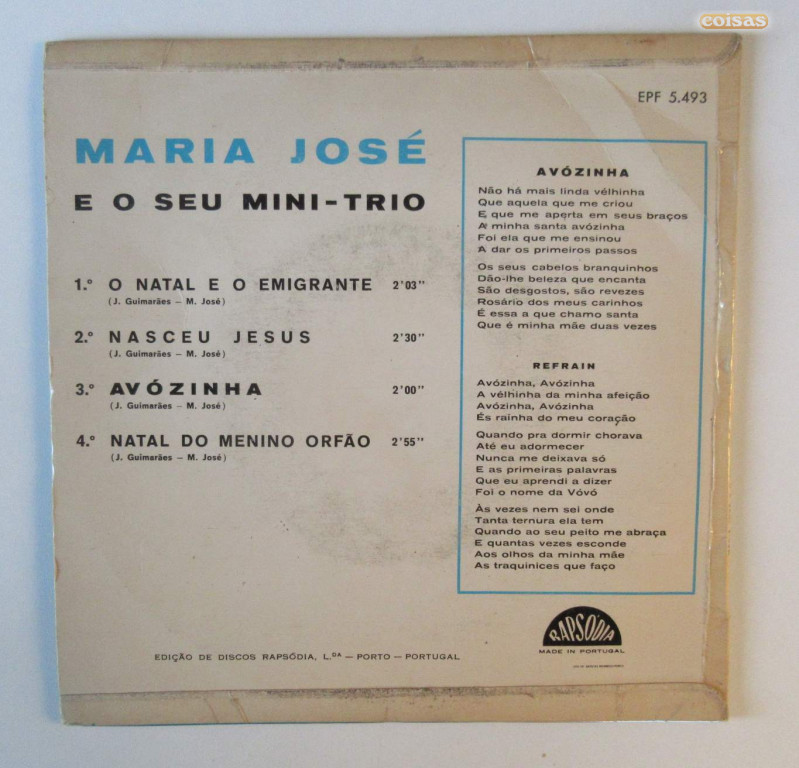 coisas
EPF 5.493
MARIA JOSÉ
E O SEU MINI-TRIO
1.º O NATAL E O EMIGRANTE 2'03"
(J. Guimarães — M. José)
2.º NASCEU JESUS 2'30"
(J. Guimarães — M. José)
3.º AVÓZINHA 2'00"
(J. Guimarães — M. José)
4.º NATAL DO MENINO ORFÃO 2'55"
(J. Guimarães — M. José)
AVÓZINHA
Não há mais linda vélhinha
Que aquela que me criou
E que me aperta em seus braços
A minha santa avózinha
Foi ela que me ensinou
A dar os primeiros passos
Os seus cabelos branquinhos
Dão-lhe beleza que encanta
São desgostos, são revezes
Rosário dos meus carinhos
É essa a que chamo santa
Que é minha mãe duas vezes
REFRAIN
Avózinha, Avózinha
A vélhinha da minha afeição
Avózinha, Avózinha
És rainha do meu coração
Quando pra dormir chorava
Até eu adormecer
Nunca me deixava só
E as primeiras palavras
Que eu aprendi a dizer
Foi o nome da Vóvó
Às vezes nem sei onde
Tanta ternura ela tem
Quando ao seu peito me abraça
E quantas vezes esconde
Aos olhos da minha mãe
As traquinices que faço
RAPSÓDIA
MADE IN PORTUGAL
EDIÇÃO DE DISCOS RAPSÓDIA, L.DA — PORTO — PORTUGAL